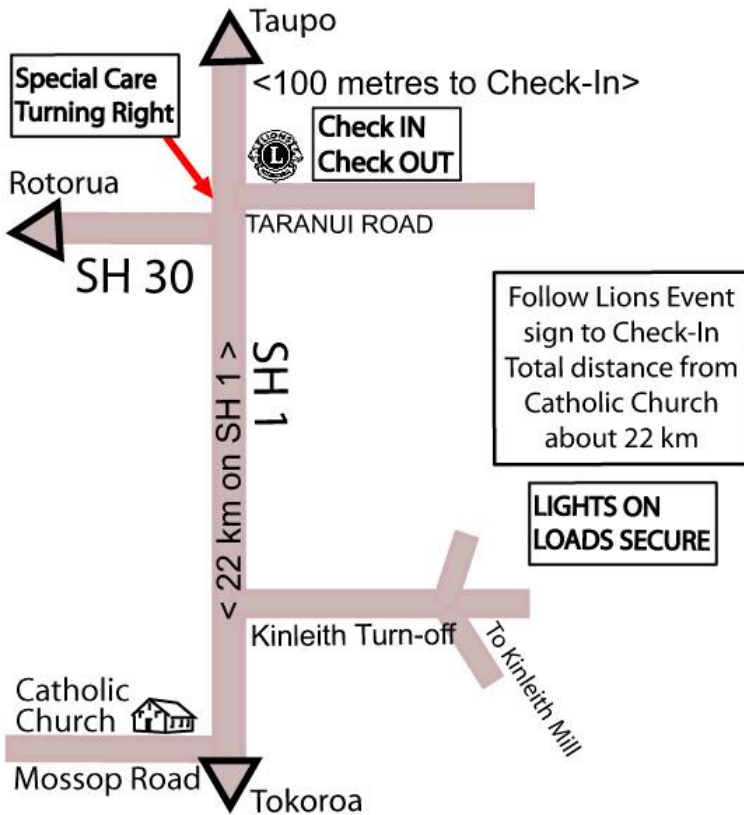 Taupo
<100 metres to Check-In>
Special Care
Turning Right
LIONS
L
Check IN
Check OUT
Rotorua
TARANUI ROAD
SH 30
Follow Lions Event
sign to Check-In
Total distance from
Catholic Church
about 22 km
SH 1
< 22 km on SH 1 >
LIGHTS ON
LOADS SECURE
Kinleith Turn-off
To Kinleith Mill
Catholic
Church
Mossop Road
Tokoroa